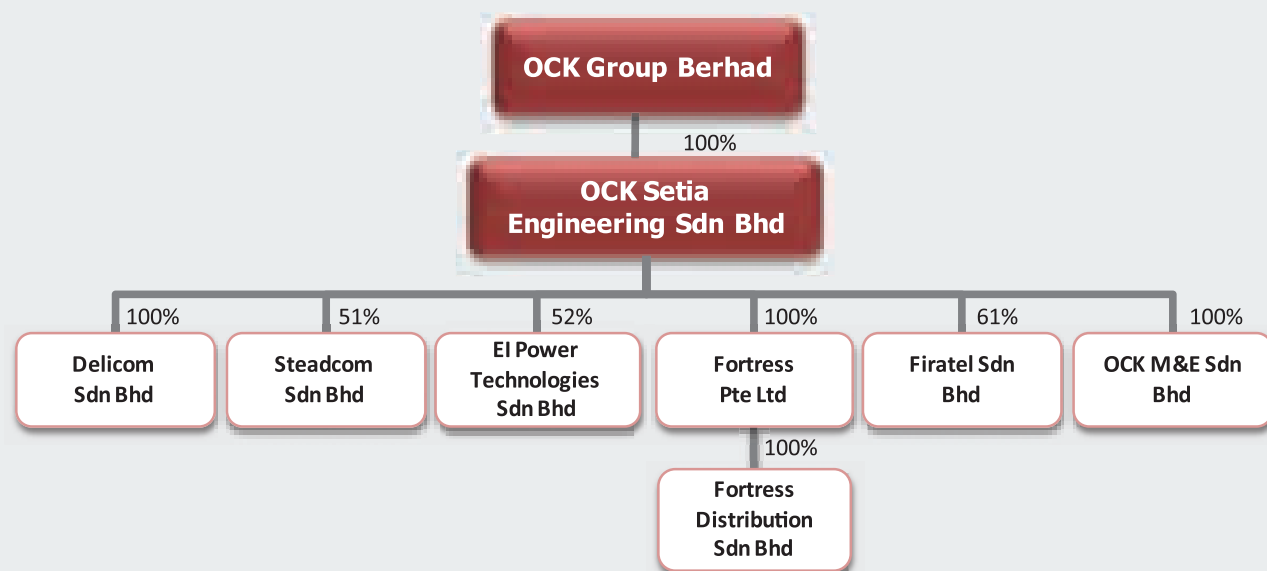 OCK Group Berhad
100%
OCK Setia
Engineering Sdn Bhd
100%
51%
52%
100%
61%
100%
Delicom
Sdn Bhd
Steadcom
Sdn Bhd
EI Power
Technologies
Sdn Bhd
Fortress
Pte Ltd
Firatel Sdn
Bhd
OCK M&E Sdn
Bhd
100%
Fortress
Distribution
Sdn Bhd